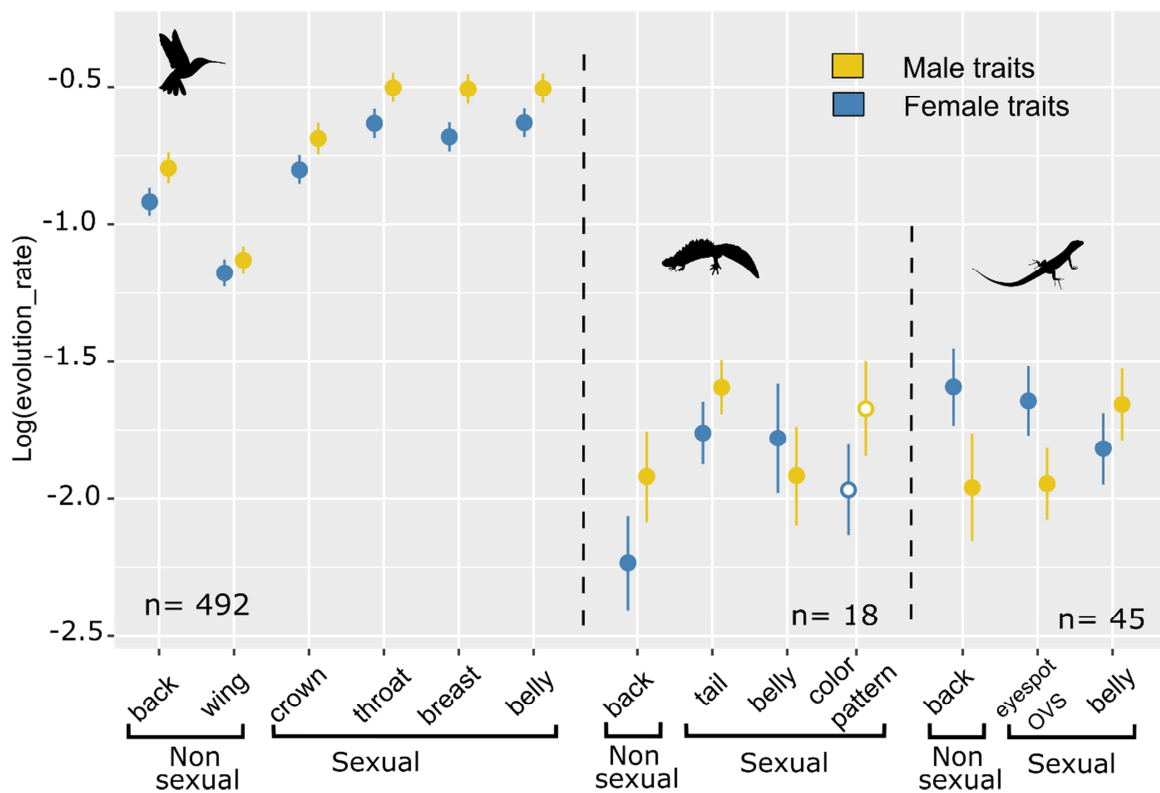 Male traits
Female traits
Log(evolution_rate)
-0.5
-1.0
-1.5
-2.0
-2.5
n= 492
n= 18
n= 45
back
wing
crown
throat
breast
belly
back
tail
belly
color
pattern
back
eyespot
OVS
belly
Non
sexual
Sexual
Non
sexual
Sexual
Non
sexual
Sexual